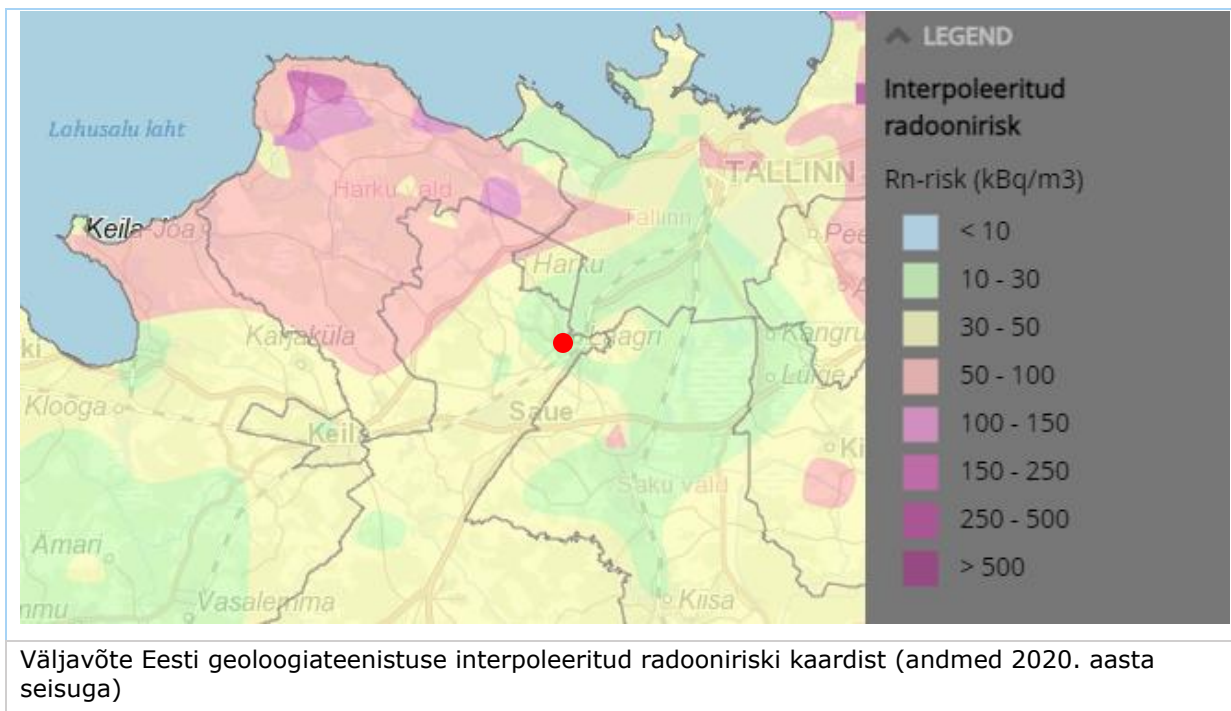 LEGEND
Interpoleeritud
radoonirisk
Rn-risk (kBq/m3)
< 10
10 - 30
30 - 50
50 - 100
100 - 150
150 - 250
250 - 500
> 500
Lahusalu laht
TALLINN
Harku vald
Keila-Joa
Tallinn
Harku
Karjaküla
Laagri
Kangru
Luige
Klooga
Saue
Keila
Saku vald
Ämari
Vasalemma
Kiisa
Väljavõte Eesti geoloogiateenistuse interpoleeritud radooniriski kaardist (andmed 2020. aasta
seisuga)